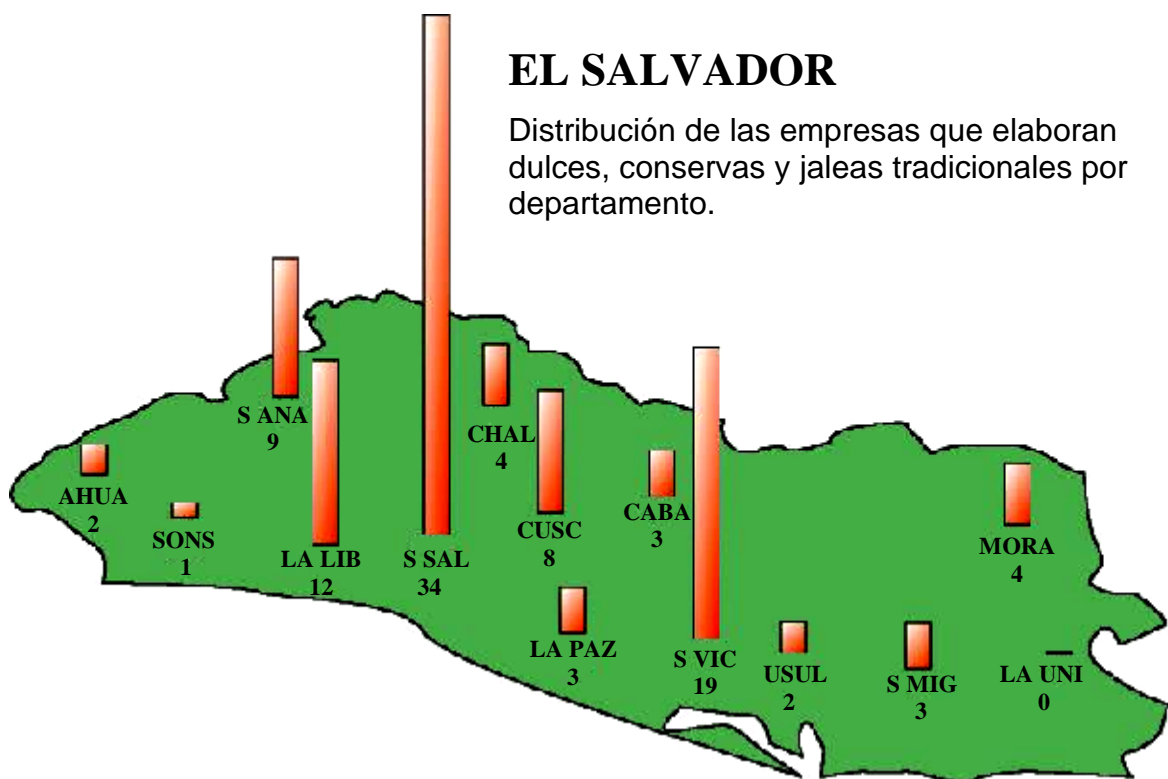 EL SALVADOR
Distribución de las empresas que elaboran
dulces, conservas y jaleas tradicionales por
departamento.
S ANA
9
CHAL
4
AHUA
2
SONS
1
LA LIB
12
S SAL
34
CUSC
8
CABA
3
MORA
4
LA PAZ
3
S VIC
19
USUL
2
S MIG
3
LA UNI
0